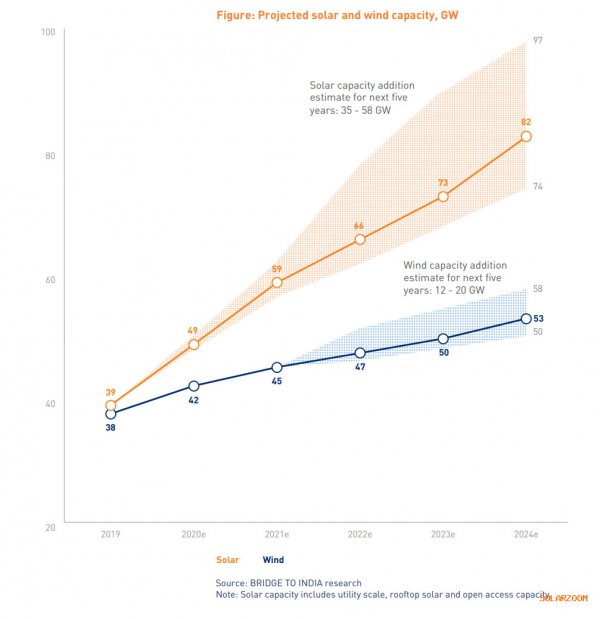 Figure: Projected solar and wind capacity, GW
100
97
Solar capacity addition
estimate for next five
years: 35 - 58 GW
82
80
74
73
66
Wind capacity addition
estimate for next five
years: 12 - 20 GW
60
59
58
53
50
49
50
47
45
42
40
39
38
20
2019 2020e 2021e 2022e 2023e 2024e
Solar Wind
Source: BRIDGE TO INDIA research
Note: Solar capacity includes utility scale, rooftop solar and open access capacity
SOLARZOOM